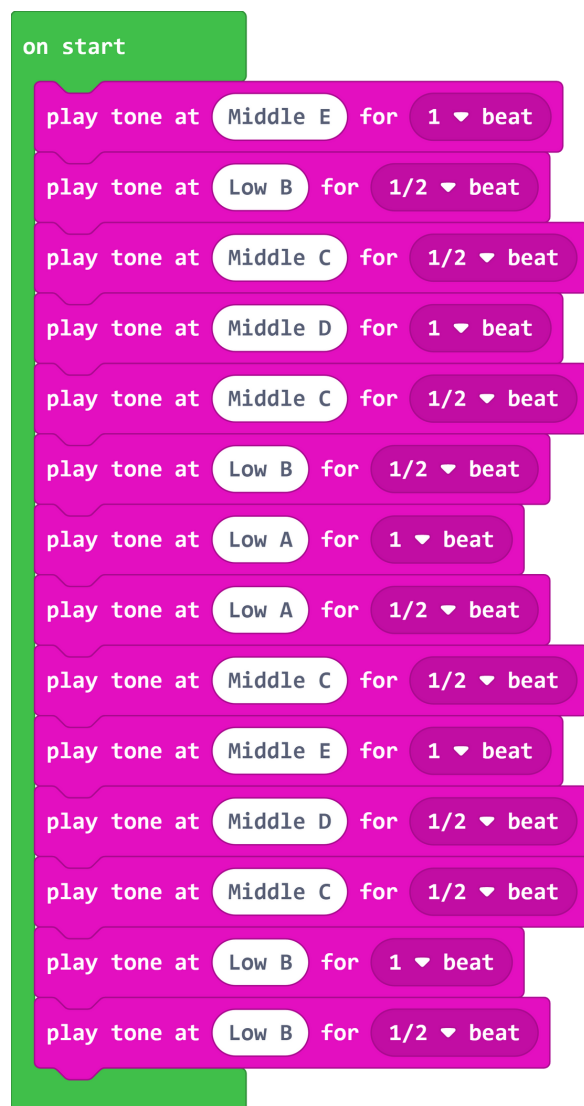 on start
play tone at Middle E for 1 beat
play tone at Low B for 1/2 beat
play tone at Middle C for 1/2 beat
play tone at Middle D for 1 beat
play tone at Middle C for 1/2 beat
play tone at Low B for 1/2 beat
play tone at Low A for 1 beat
play tone at Low A for 1/2 beat
play tone at Middle C for 1/2 beat
play tone at Middle E for 1 beat
play tone at Middle D for 1/2 beat
play tone at Middle C for 1/2 beat
play tone at Low B for 1 beat
play tone at Low B for 1/2 beat